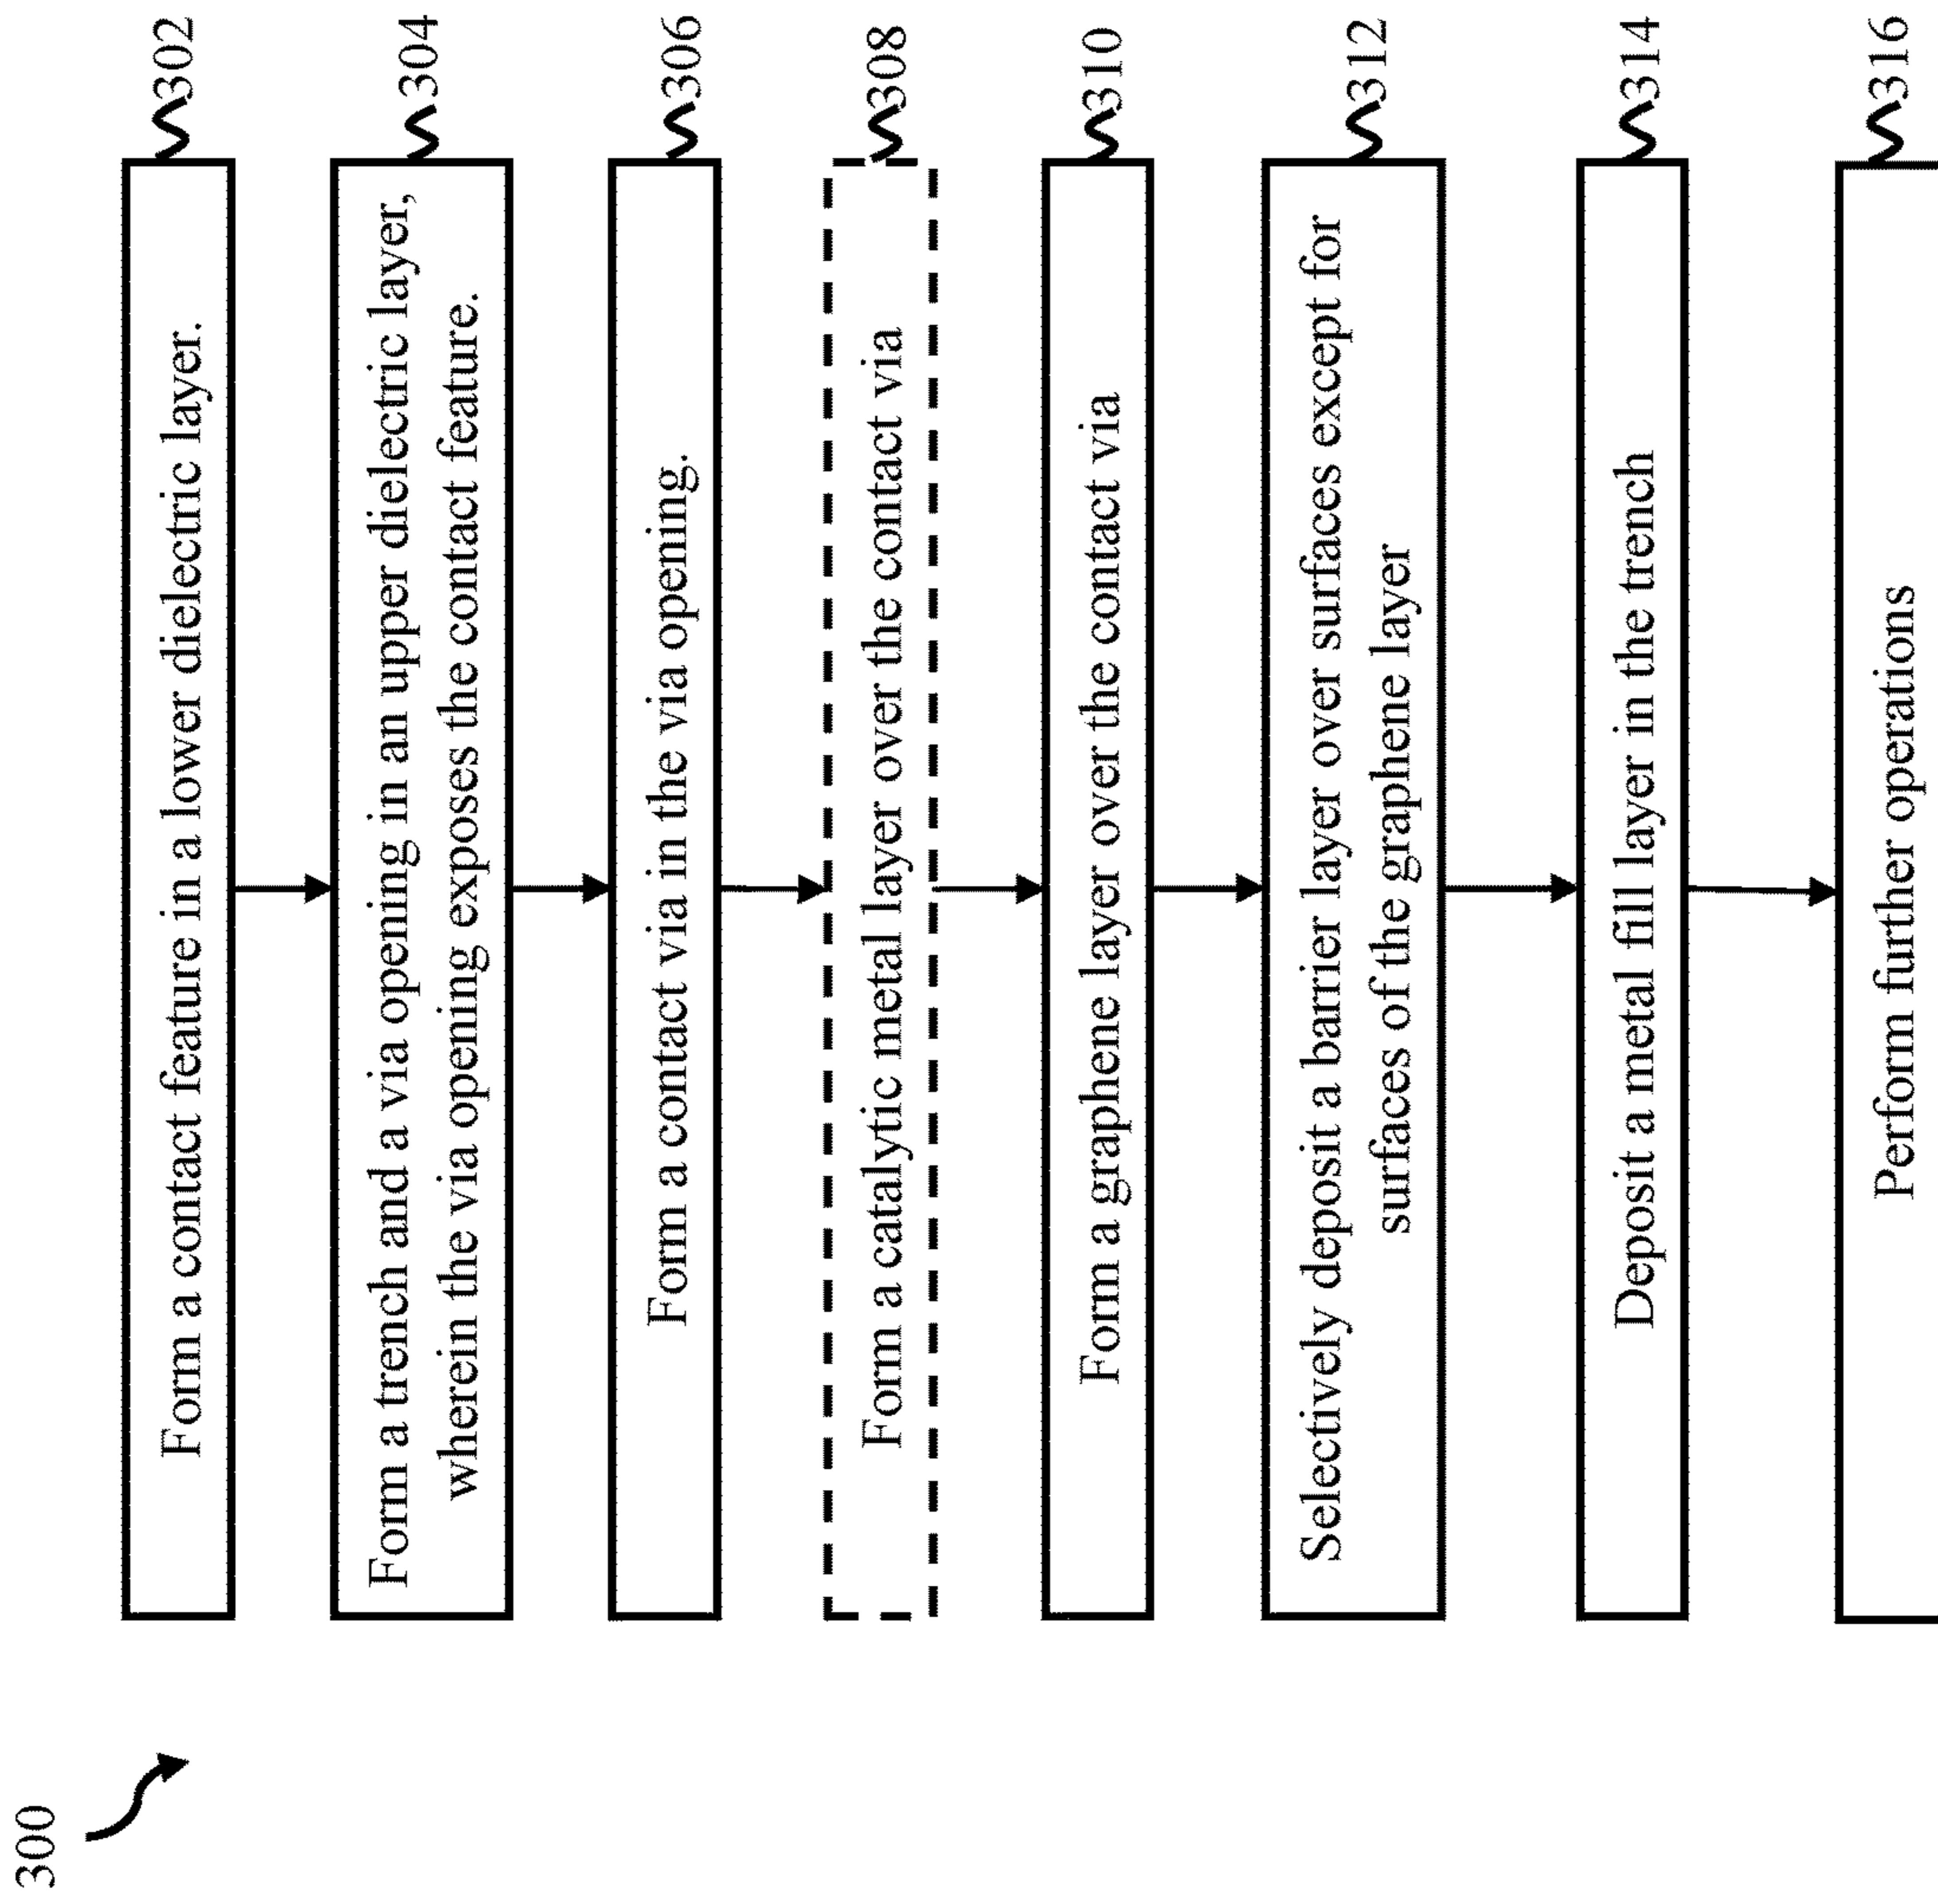 300
Form a contact feature in a lower dielectric layer.
302
Form a trench and a via opening in an upper dielectric layer,
wherein the via opening exposes the contact feature.
304
Form a contact via in the via opening.
306
Form a catalytic metal layer over the contact via
308
Form a graphene layer over the contact via
310
Selectively deposit a barrier layer over surfaces except for
surfaces of the graphene layer
312
Deposit a metal fill layer in the trench
314
Perform further operations
316